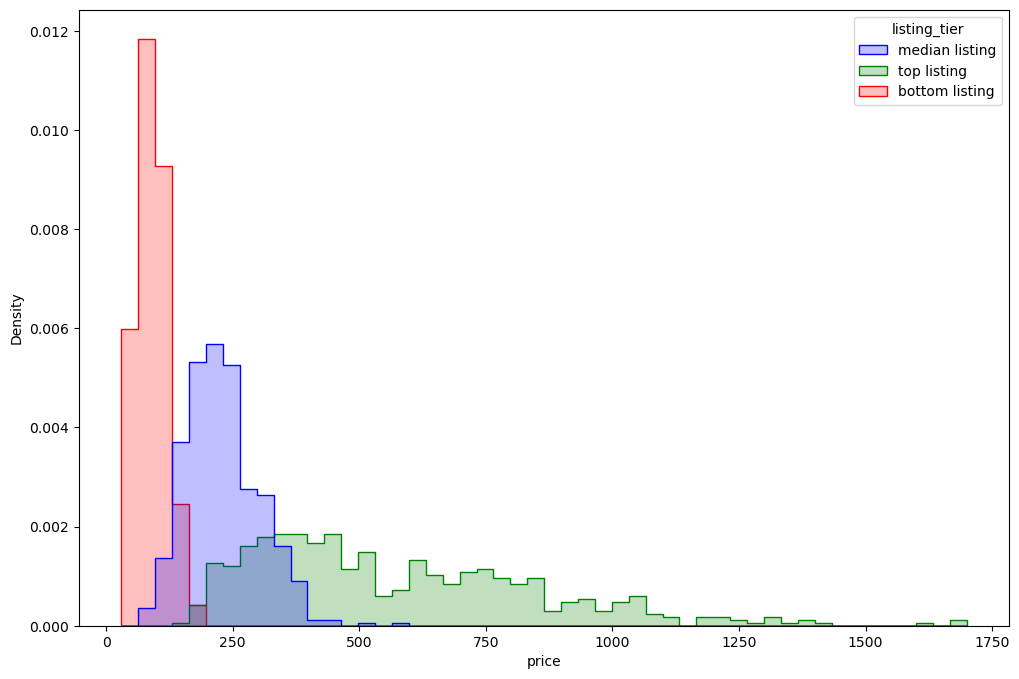 listing_tier
median listing
top listing
bottom listing
Density
0.012
0.010
0.008
0.006
0.004
0.002
0.000
0
250
500
750
1000
1250
1500
1750
price